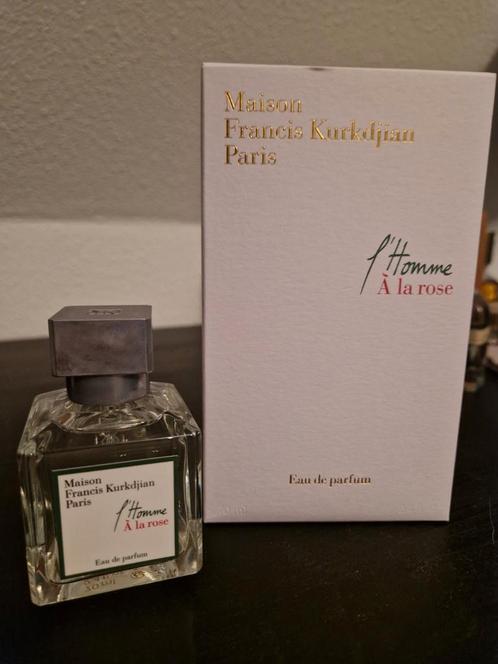 Maison
Francis Kurkdjian
Paris
l'Homme
À la rose
Eau de parfum
Maison
Francis Kurkdjian
Paris
l'Homme
À la rose
Eau de parfum